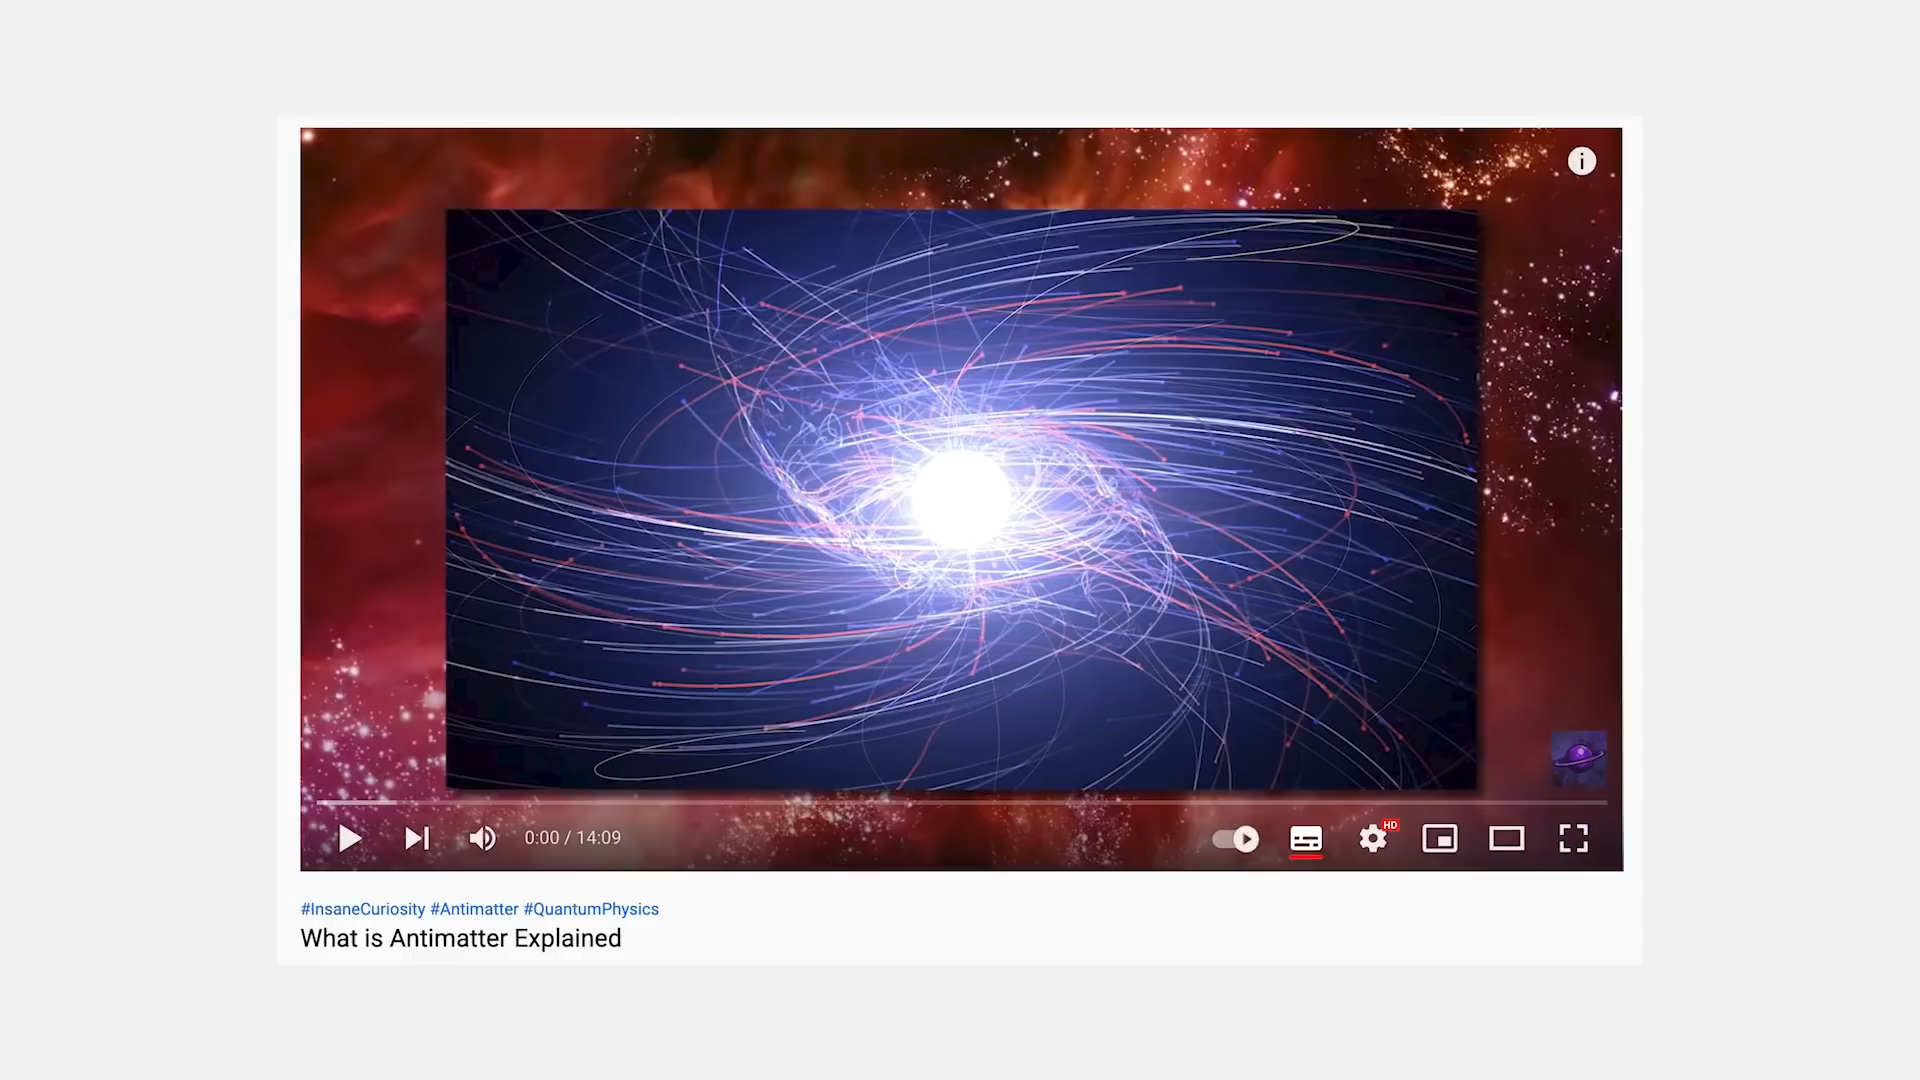 i
HD
0:00 / 14:09
#InsaneCuriosity #Antimatter #QuantumPhysics
What is Antimatter Explained